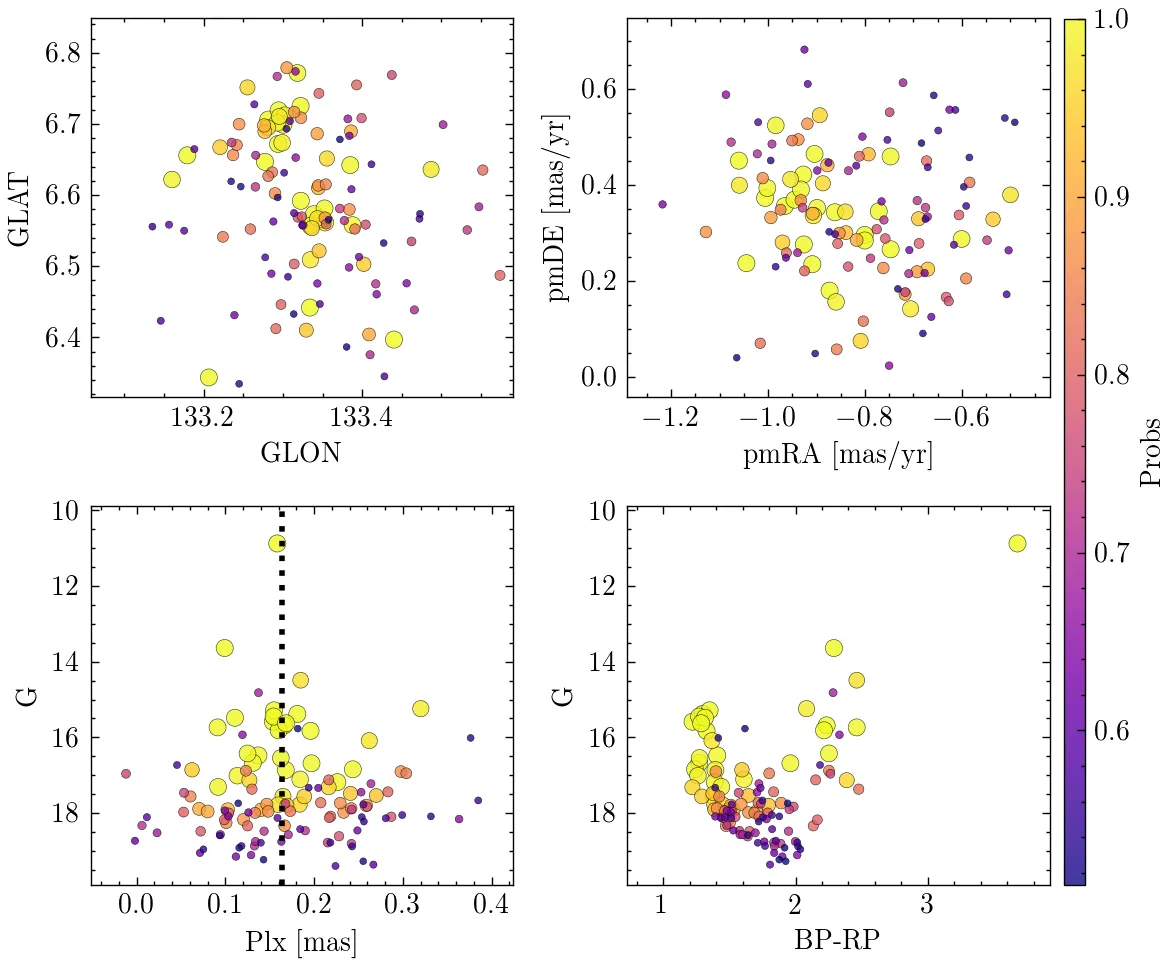 6.8
6.7
6.6
6.5
6.4
GLAT
133.2 133.4
GLON
0.6
0.4
0.2
0.0
pmDE [mas/yr]
−1.2 −1.0 −0.8 −0.6
pmRA [mas/yr]
1.0
0.9
0.8
0.7
0.6
Probs
10
12
14
16
18
G
0.0 0.1 0.2 0.3 0.4
Plx [mas]
10
12
14
16
18
G
1 2 3
BP-RP